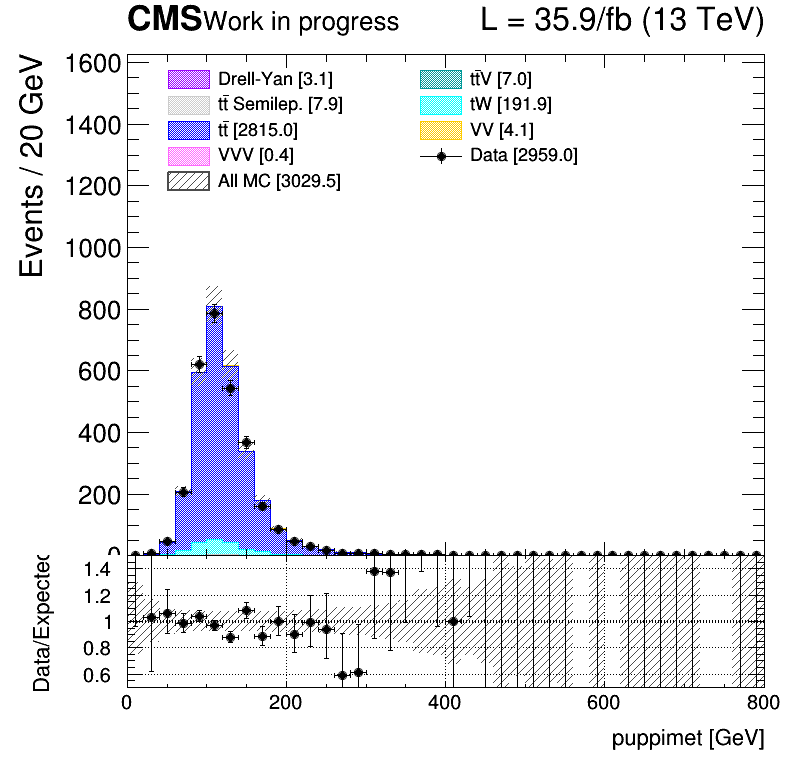 CMS Work in progress L = 35.9/fb (13 TeV)
Events / 20 GeV
1600
1400
1200
1000
800
600
400
200
0
Drell-Yan [3.1]
tt̄V [7.0]
tt̄ Semilep. [7.9]
tW [191.9]
tt̄ [2815.0]
VV [4.1]
VVV [0.4]
Data [2959.0]
All MC [3029.5]
Data/Expected
1.4
1.2
1
0.8
0.6
0 200 400 600 800
puppimet [GeV]